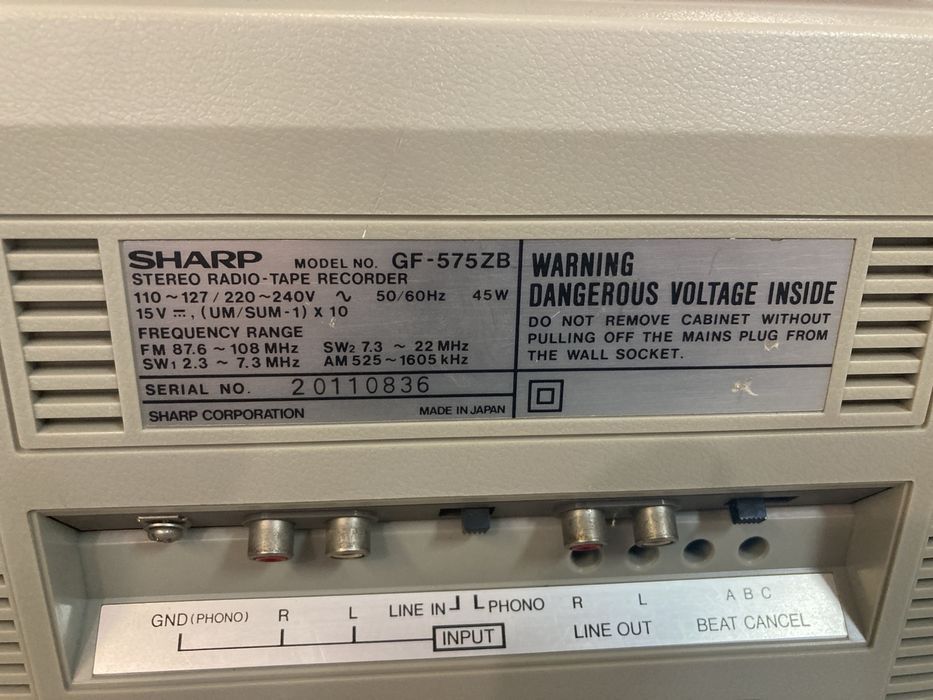 SHARP MODEL NO. GF-575ZB
STEREO RADIO-TAPE RECORDER
110~127/220~240V ∿ 50/60Hz 45W
15V ⎓, (UM/SUM-1) X 10
FREQUENCY RANGE
FM 87.6 ~ 108 MHz SW2 7.3 ~ 22 MHz
SW1 2.3 ~ 7.3 MHz AM 525~1605 kHz
SERIAL NO. 20110836
SHARP CORPORATION MADE IN JAPAN
WARNING
DANGEROUS VOLTAGE INSIDE
DO NOT REMOVE CABINET WITHOUT
PULLING OFF THE MAINS PLUG FROM
THE WALL SOCKET.
GND(PHONO) R L LINE IN PHONO R L A B C
INPUT LINE OUT BEAT CANCEL